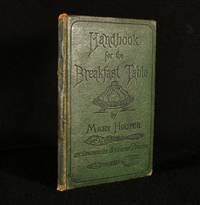 Handbook
for the
Breakfast Table
by
Mary Hooper